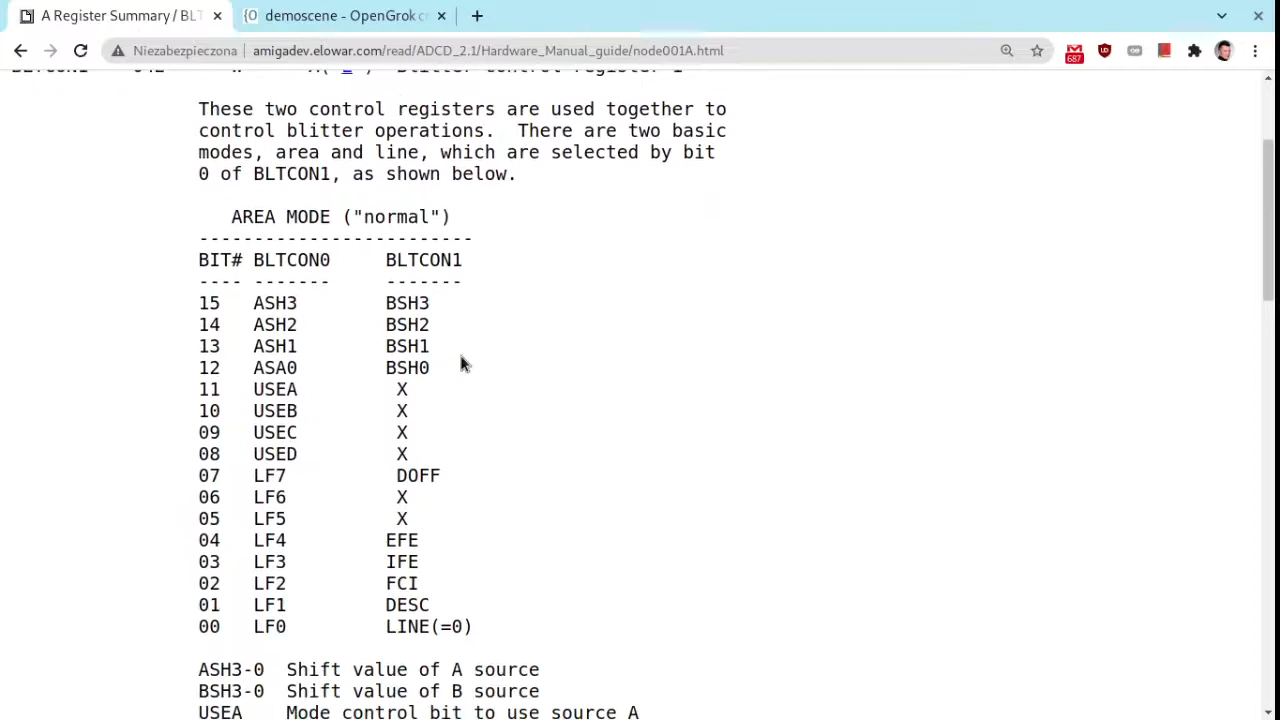 A Register Summary / BLT
demoscene - OpenGrok
Niezabezpieczona amigadev.elowar.com/read/ADCD_2.1/Hardware_Manual_guide/node001A.html
687
These two control registers are used together to
control blitter operations.  There are two basic
modes, area and line, which are selected by bit
0 of BLTCON1, as shown below.
AREA MODE ("normal")
-------------------------
BIT# BLTCON0     BLTCON1
---- -------     -------
15   ASH3        BSH3
14   ASH2        BSH2
13   ASH1        BSH1
12   ASA0        BSH0
11   USEA         X
10   USEB         X
09   USEC         X
08   USED         X
07   LF7          DOFF
06   LF6          X
05   LF5          X
04   LF4         EFE
03   LF3         IFE
02   LF2         FCI
01   LF1         DESC
00   LF0         LINE(=0)
ASH3-0  Shift value of A source
BSH3-0  Shift value of B source
USEA    Mode control bit to use source A